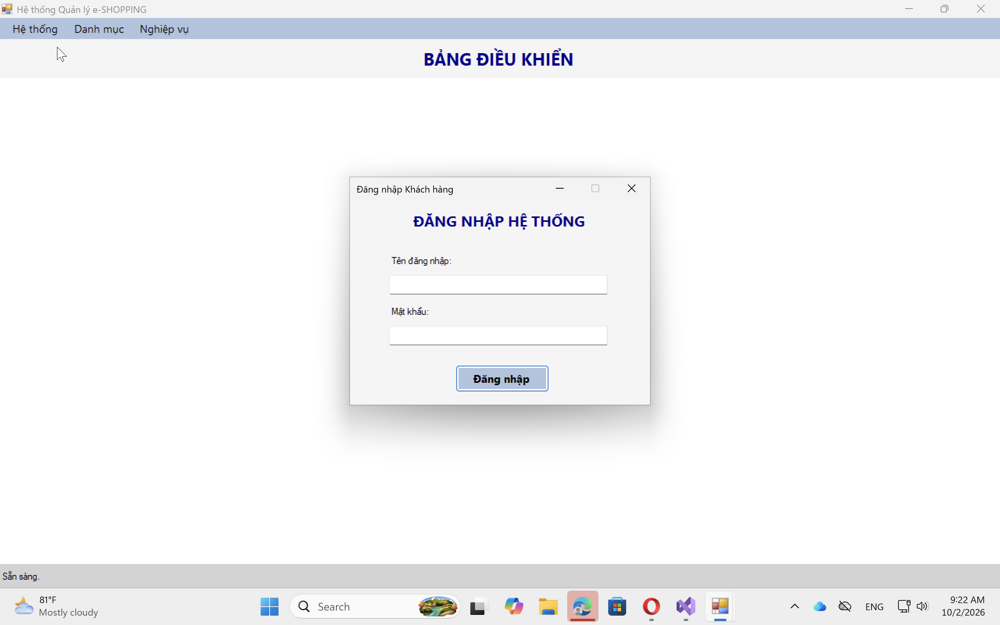 Hệ thống Quản lý e-SHOPPING
Hệ thống Danh mục Nghiệp vụ
BẢNG ĐIỀU KHIỂN
Đăng nhập Khách hàng
ĐĂNG NHẬP HỆ THỐNG
Tên đăng nhập:
Mật khẩu:
Đăng nhập
Sẵn sàng.
81°F
Mostly cloudy
Search
ENG
9:22 AM
10/2/2026